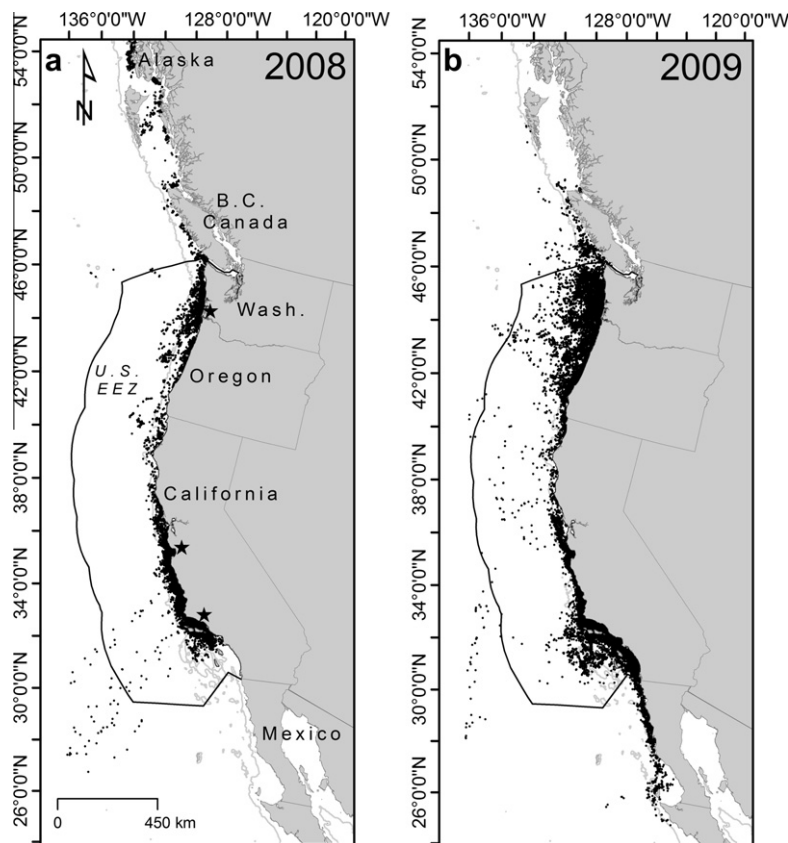 136°0'0"W 128°0'0"W 120°0'0"W
136°0'0"W 128°0'0"W 120°0'0"W
a
Alaska
2008
N
B.C.
Canada
Wash.
U.S.
EEZ
Oregon
California
Mexico
0 450 km
54°0'0"N
50°0'0"N
46°0'0"N
42°0'0"N
38°0'0"N
34°0'0"N
30°0'0"N
26°0'0"N
b
2009
54°0'0"N
50°0'0"N
46°0'0"N
42°0'0"N
38°0'0"N
34°0'0"N
30°0'0"N
26°0'0"N